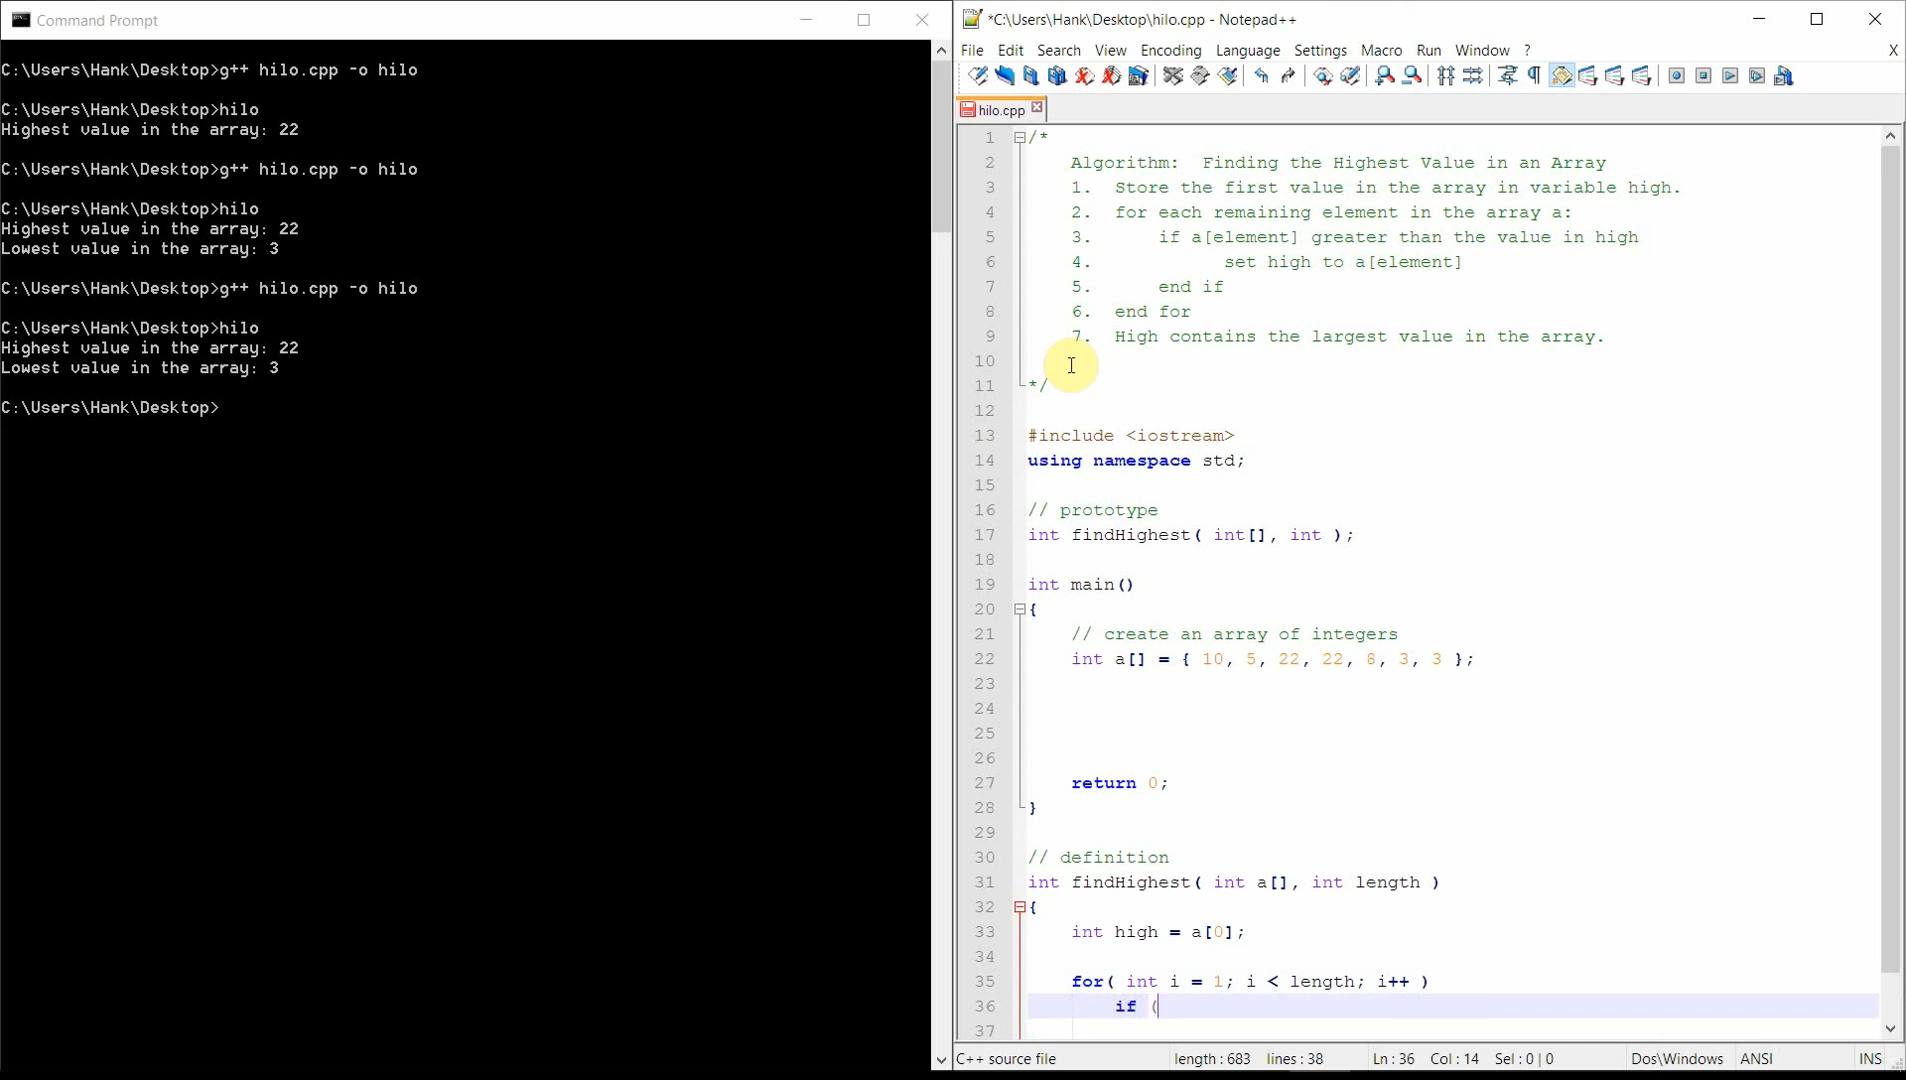 Command Prompt
C:\Users\Hank\Desktop>g++ hilo.cpp -o hilo
C:\Users\Hank\Desktop>hilo
Highest value in the array: 22
C:\Users\Hank\Desktop>g++ hilo.cpp -o hilo
C:\Users\Hank\Desktop>hilo
Highest value in the array: 22
Lowest value in the array: 3
C:\Users\Hank\Desktop>g++ hilo.cpp -o hilo
C:\Users\Hank\Desktop>hilo
Highest value in the array: 22
Lowest value in the array: 3
C:\Users\Hank\Desktop>
*C:\Users\Hank\Desktop\hilo.cpp - Notepad++
File Edit Search View Encoding Language Settings Macro Run Window ? X
hilo.cpp
1 /*
2 Algorithm: Finding the Highest Value in an Array
3 1. Store the first value in the array in variable high.
4 2. for each remaining element in the array a:
5 3. if a[element] greater than the value in high
6 4. set high to a[element]
7 5. end if
8 6. end for
9 7. High contains the largest value in the array.
10
11 */
12
13 #include <iostream>
14 using namespace std;
15
16 // prototype
17 int findHighest( int[], int );
18
19 int main()
20 {
21 // create an array of integers
22 int a[] = { 10, 5, 22, 22, 8, 3, 3 };
23
24
25
26
27 return 0;
28 }
29
30 // definition
31 int findHighest( int a[], int length )
32 {
33 int high = a[0];
34
35 for( int i = 1; i < length; i++ )
36 if (
37
C++ source file length : 683 lines : 38 Ln : 36 Col : 14 Sel : 0 | 0 Dos\Windows ANSI INS